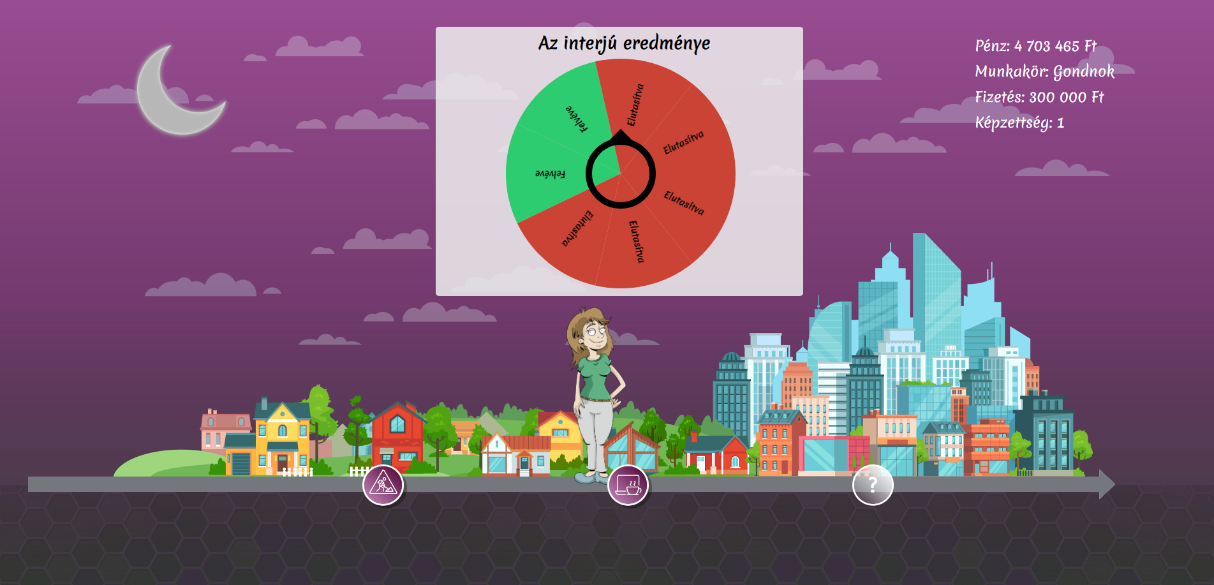 Az interjú eredménye
Elutasítva
Elutasítva
Elutasítva
Elutasítva
Elutasítva
Felvéve
Felvéve
Pénz: 4 703 465 Ft
Munkakör: Gondnok
Fizetés: 300 000 Ft
Képzettség: 1
?